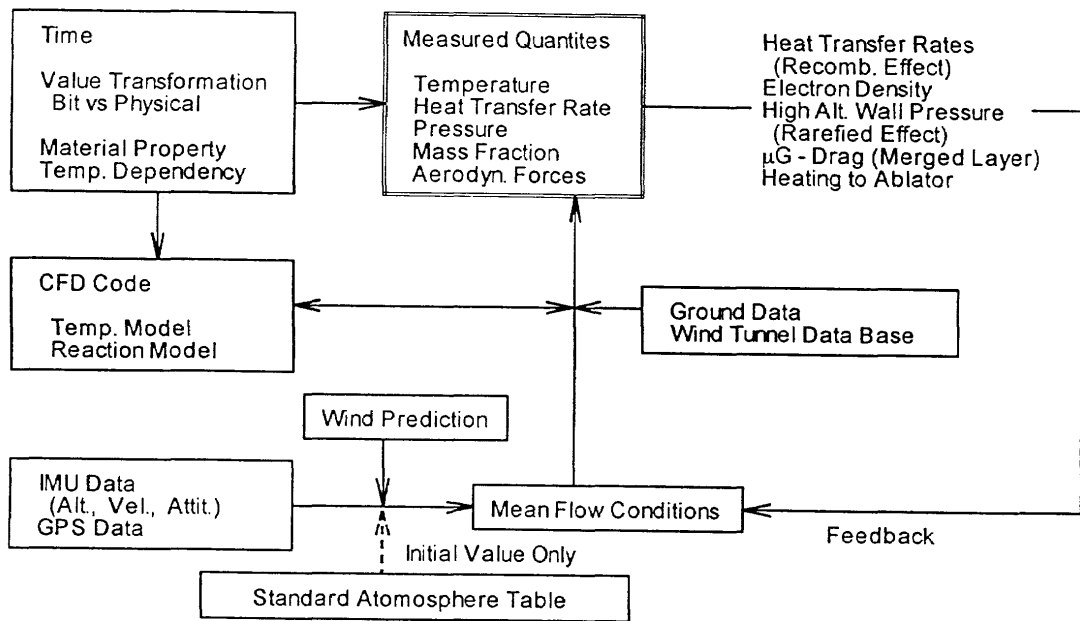 Time
Value Transformation
Bit vs Physical
Material Property
Temp. Dependency
Measured Quantites
Temperature
Heat Transfer Rate
Pressure
Mass Fraction
Aerodyn. Forces
Heat Transfer Rates
(Recomb. Effect)
Electron Density
High Alt. Wall Pressure
(Rarefied Effect)
μG - Drag (Merged Layer)
Heating to Ablator
CFD Code
Temp. Model
Reaction Model
Ground Data
Wind Tunnel Data Base
Wind Prediction
IMU Data
(Alt., Vel., Attit.)
GPS Data
Mean Flow Conditions
Feedback
Initial Value Only
Standard Atomosphere Table